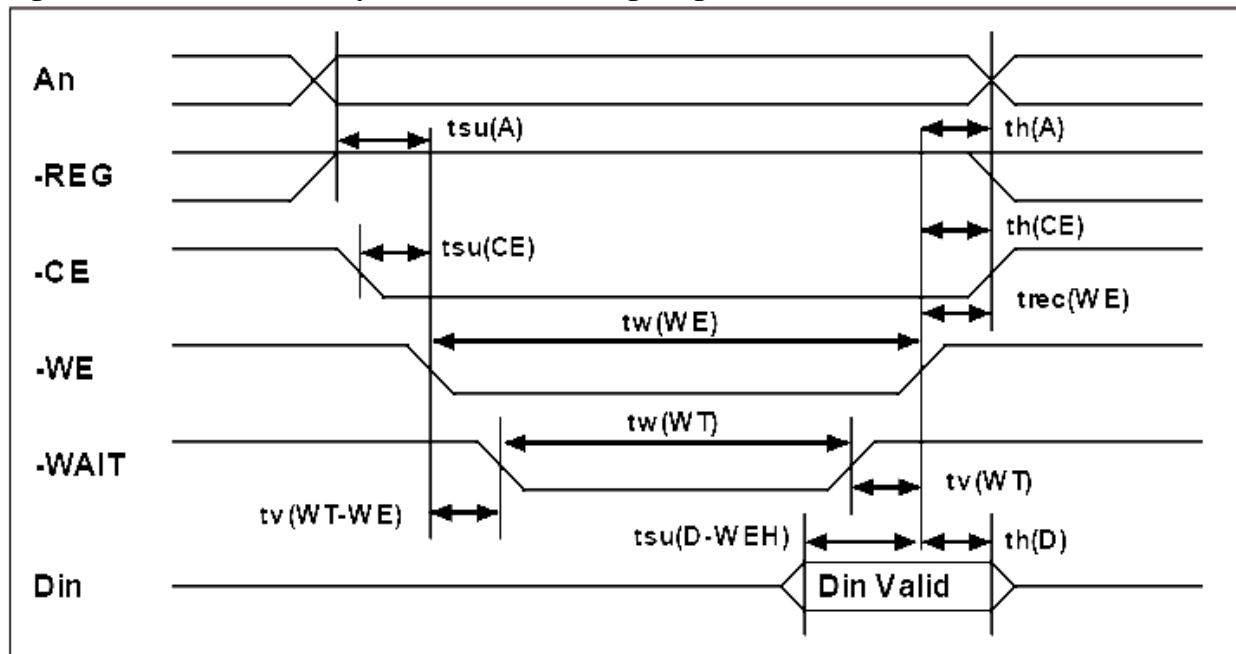 An
tsu(A)
th(A)
-REG
tsu(CE)
th(CE)
-CE
trec(WE)
tw(WE)
-WE
tw(WT)
-WAIT
tv(WT)
tv(WT-WE)
tsu(D-WEH)
th(D)
Din
Din Valid